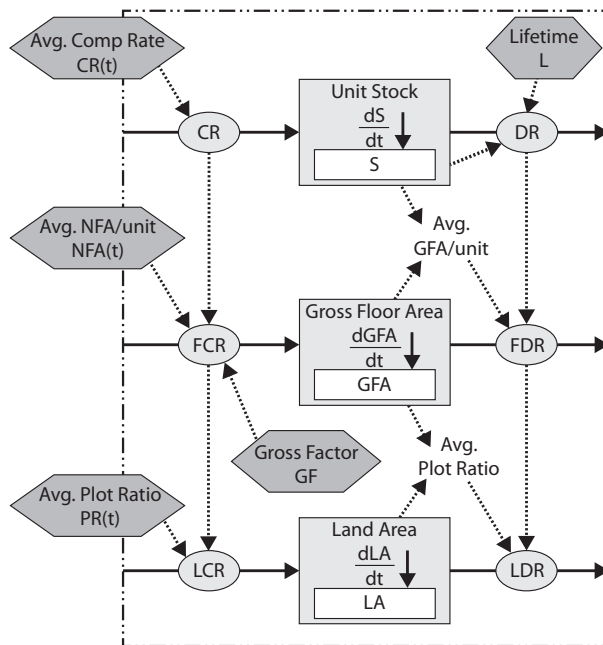 Avg. Comp Rate
CR(t)
Lifetime
L
Unit Stock
dS
dt
S
CR
DR
Avg. NFA/unit
NFA(t)
Avg.
GFA/unit
Gross Floor Area
dGFA
dt
GFA
FCR
FDR
Gross Factor
GF
Avg.
Plot Ratio
Avg. Plot Ratio
PR(t)
Land Area
dLA
dt
LA
LCR
LDR